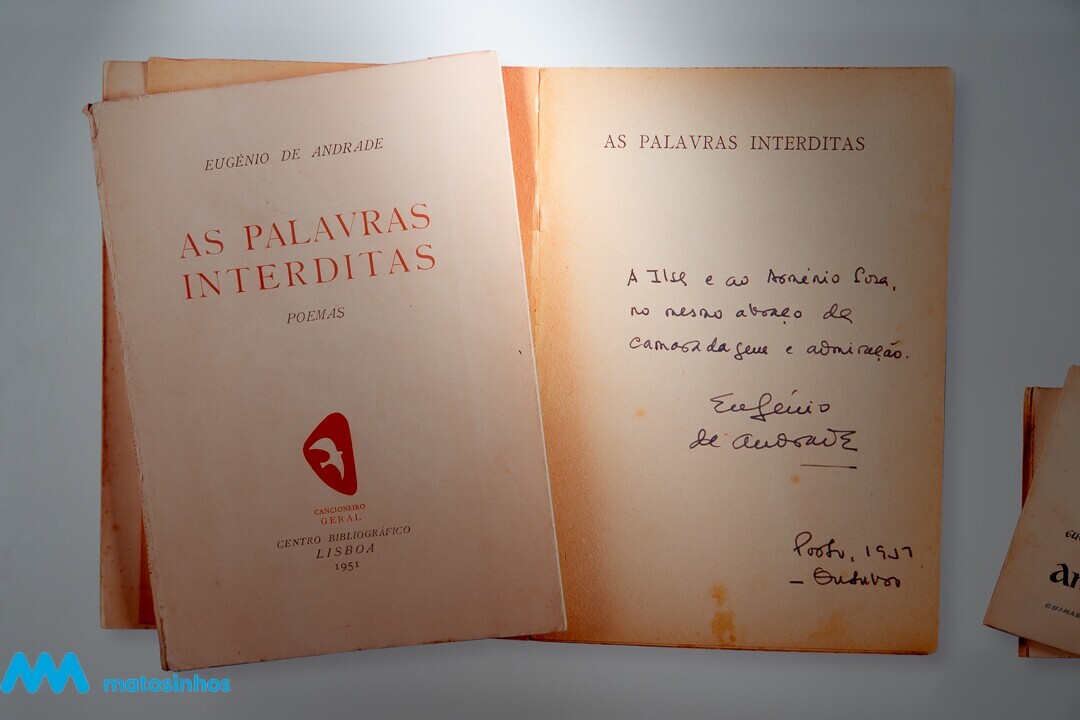 EUGÉNIO DE ANDRADE
AS PALAVRAS
INTERDITAS
POEMAS
CANCIONEIRO
GERAL
CENTRO BIBLIOGRÁFICO
LISBOA
1951
AS PALAVRAS INTERDITAS
A Ilse e ao Arménio Losa,
no mesmo abraço de
camaradagem e admiração.
Eugénio
de Andrade
Porto, 1951
– Outubro
matosinhos